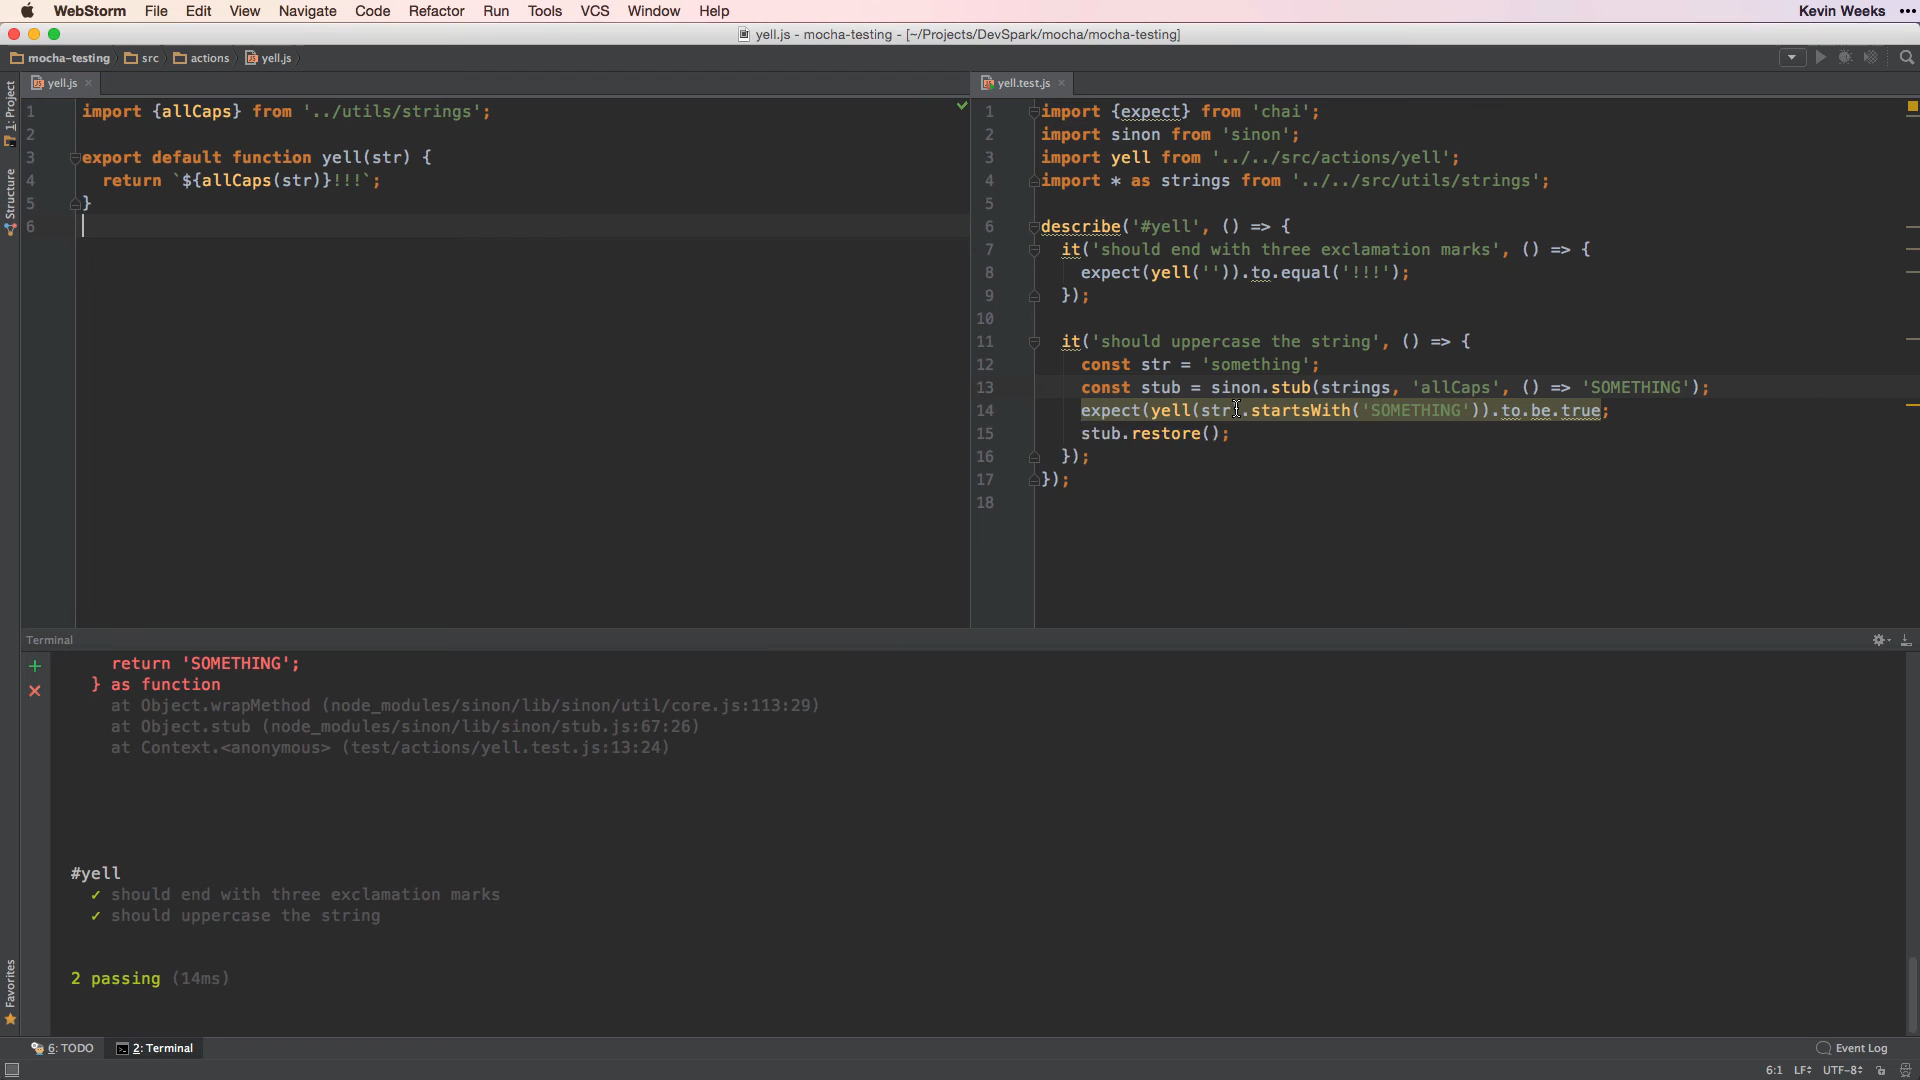 WebStorm File Edit View Navigate Code Refactor Run Tools VCS Window Help Kevin Weeks
yell.js - mocha-testing - [~/Projects/DevSpark/mocha/mocha-testing]
mocha-testing src actions yell.js
yell.js
1 import {allCaps} from '../utils/strings';
2
3 export default function yell(str) {
4 return `${allCaps(str)}!!!`;
5 }
6
yell.test.js
1 import {expect} from 'chai';
2 import sinon from 'sinon';
3 import yell from '../../src/actions/yell';
4 import * as strings from '../../src/utils/strings';
5
6 describe('#yell', () => {
7 it('should end with three exclamation marks', () => {
8 expect(yell('')).to.equal('!!!');
9 });
10
11 it('should uppercase the string', () => {
12 const str = 'something';
13 const stub = sinon.stub(strings, 'allCaps', () => 'SOMETHING');
14 expect(yell(str).startsWith('SOMETHING')).to.be.true;
15 stub.restore();
16 });
17 });
18
1: Project
Structure
Favorites
Terminal
return 'SOMETHING';
} as function
at Object.wrapMethod (node_modules/sinon/lib/sinon/util/core.js:113:29)
at Object.stub (node_modules/sinon/lib/sinon/stub.js:67:26)
at Context.<anonymous> (test/actions/yell.test.js:13:24)
#yell
✓ should end with three exclamation marks
✓ should uppercase the string
2 passing (14ms)
6: TODO 2: Terminal Event Log
6:1 LF UTF-8